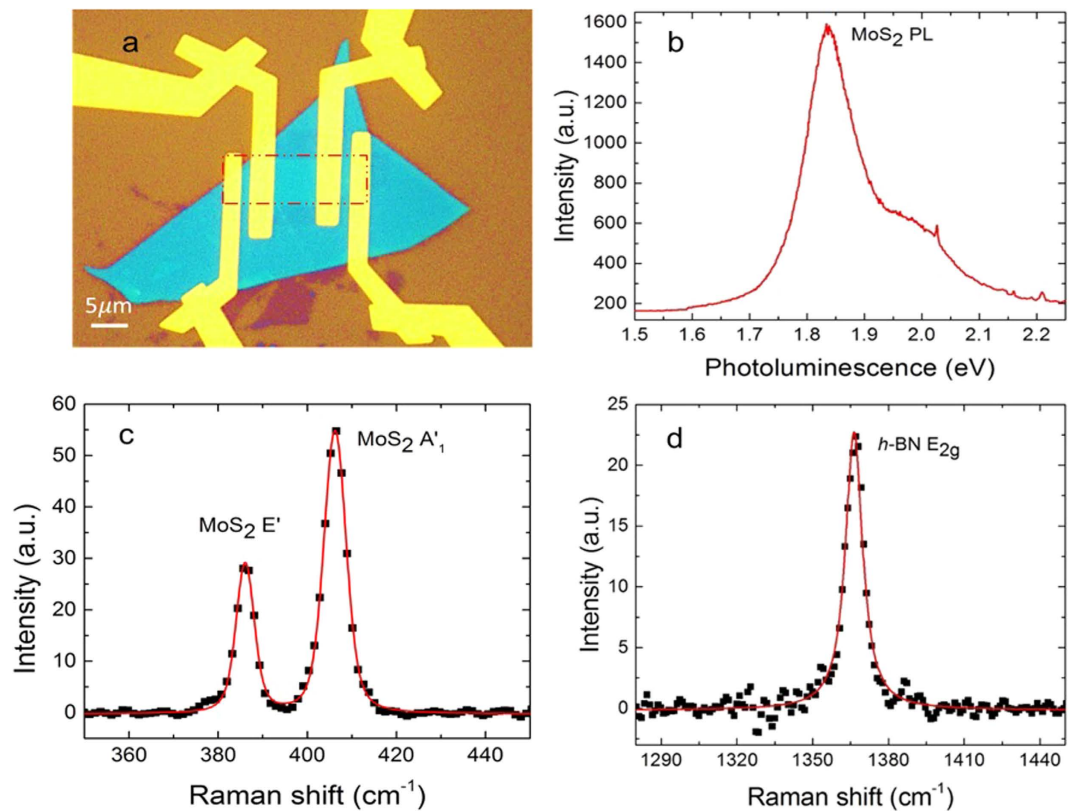 a
5μm
b
MoS₂ PL
Intensity (a.u.)
1600
1400
1200
1000
800
600
400
200
1.5 1.6 1.7 1.8 1.9 2.0 2.1 2.2
Photoluminescence (eV)
c
MoS₂ A'₁
MoS₂ E'
Intensity (a.u.)
60
50
40
30
20
10
0
360 380 400 420 440
Raman shift (cm⁻¹)
d
h-BN E₂g
Intensity (a.u.)
25
20
15
10
5
0
1290 1320 1350 1380 1410 1440
Raman shift (cm⁻¹)